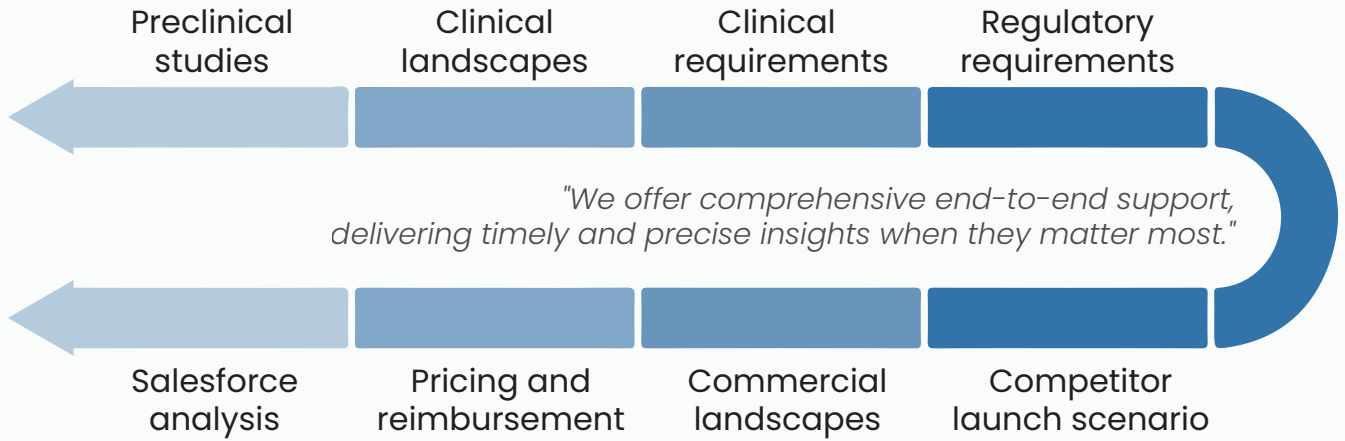 Preclinical
studies
Clinical
landscapes
Clinical
requirements
Regulatory
requirements
"We offer comprehensive end-to-end support,
delivering timely and precise insights when they matter most."
Salesforce
analysis
Pricing and
reimbursement
Commercial
landscapes
Competitor
launch scenario